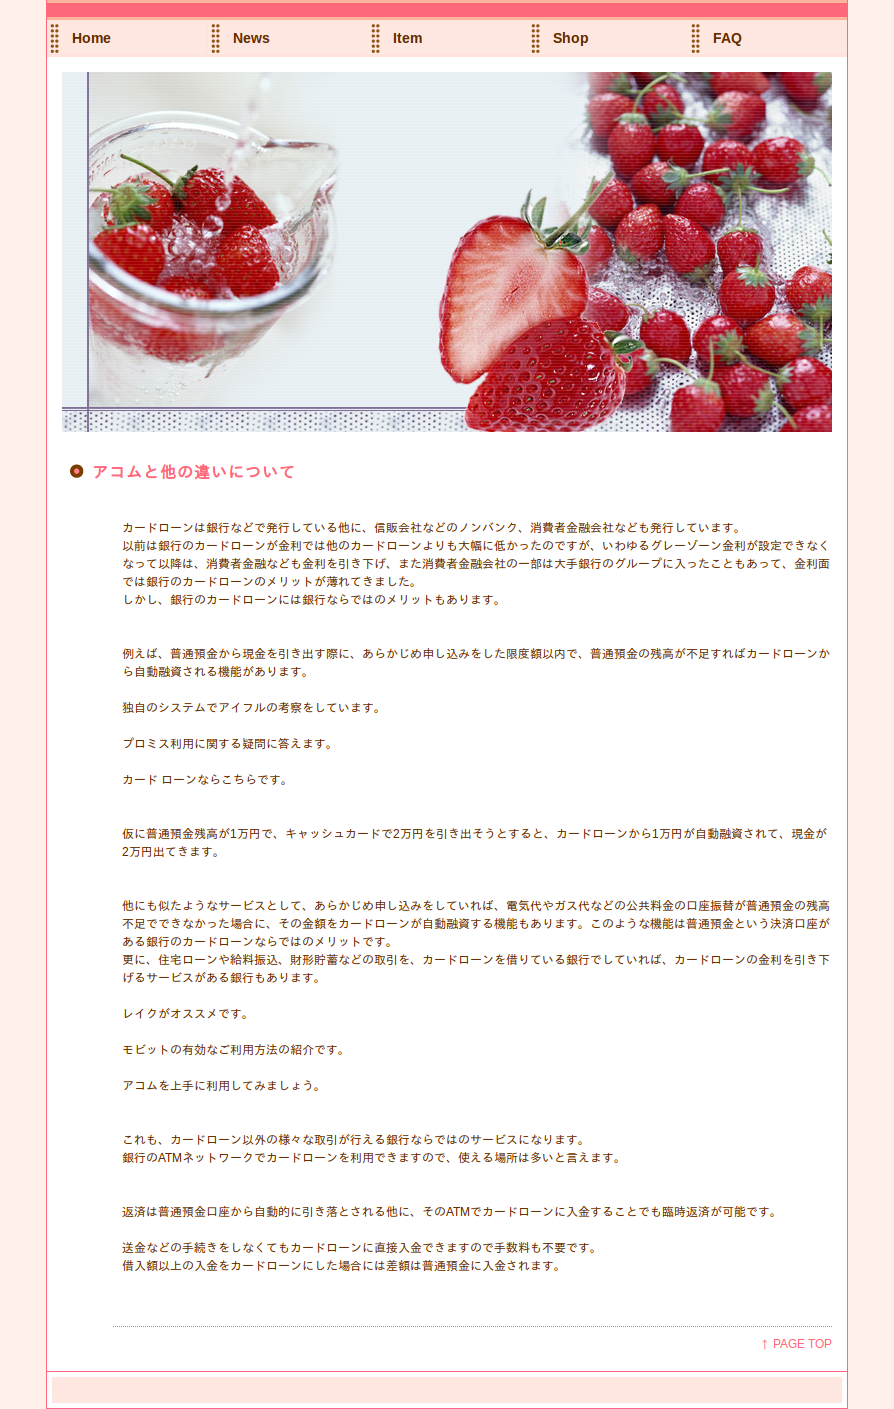 Home News Item Shop FAQ
アコムと他の違いについて
カードローンは銀行などで発行している他に、信販会社などのノンバンク、消費者金融会社なども発行しています。
以前は銀行のカードローンが金利では他のカードローンよりも大幅に低かったのですが、いわゆるグレーゾーン金利が設定できなく
なって以降は、消費者金融なども金利を引き下げ、また消費者金融会社の一部は大手銀行のグループに入ったこともあって、金利面
では銀行のカードローンのメリットが薄れてきました。
しかし、銀行のカードローンには銀行ならではのメリットもあります。
例えば、普通預金から現金を引き出す際に、あらかじめ申し込みをした限度額以内で、普通預金の残高が不足すればカードローンか
ら自動融資される機能があります。
独自のシステムでアイフルの考察をしています。
プロミス利用に関する疑問に答えます。
カード ローンならこちらです。
仮に普通預金残高が1万円で、キャッシュカードで2万円を引き出そうとすると、カードローンから1万円が自動融資されて、現金が
2万円出てきます。
他にも似たようなサービスとして、あらかじめ申し込みをしていれば、電気代やガス代などの公共料金の口座振替が普通預金の残高
不足でできなかった場合に、その金額をカードローンが自動融資する機能もあります。このような機能は普通預金という決済口座が
ある銀行のカードローンならではのメリットです。
更に、住宅ローンや給料振込、財形貯蓄などの取引を、カードローンを借りている銀行でしていれば、カードローンの金利を引き下
げるサービスがある銀行もあります。
レイクがオススメです。
モビットの有効なご利用方法の紹介です。
アコムを上手に利用してみましょう。
これも、カードローン以外の様々な取引が行える銀行ならではのサービスになります。
銀行のATMネットワークでカードローンを利用できますので、使える場所は多いと言えます。
返済は普通預金口座から自動的に引き落とされる他に、そのATMでカードローンに入金することでも臨時返済が可能です。
送金などの手続きをしなくてもカードローンに直接入金できますので手数料も不要です。
借入額以上の入金をカードローンにした場合には差額は普通預金に入金されます。
↑ PAGE TOP